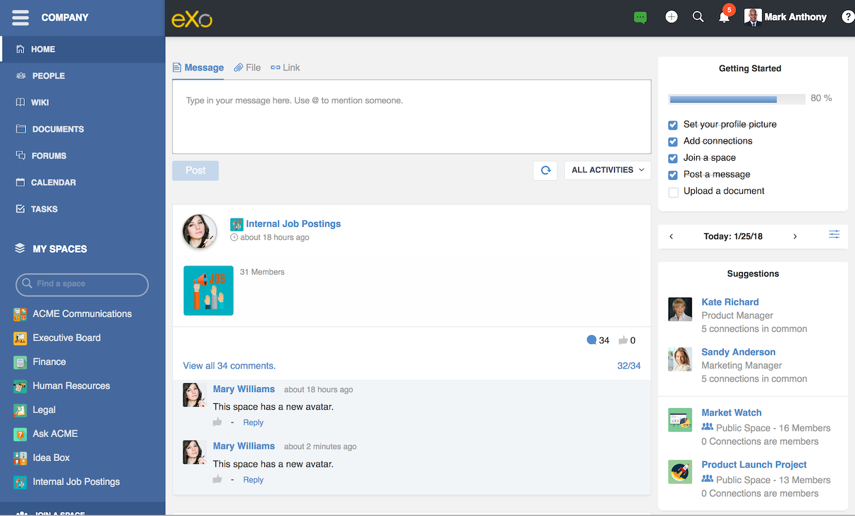 COMPANY
eXo
5
Mark Anthony
?
HOME
PEOPLE
WIKI
DOCUMENTS
FORUMS
CALENDAR
TASKS
MY SPACES
Find a space
ACME Communications
Executive Board
Finance
Human Resources
Legal
Ask ACME
Idea Box
Internal Job Postings
JOIN A SPACE
Message
File
Link
Type in your message here. Use @ to mention someone.
Post
ALL ACTIVITIES
Internal Job Postings
about 18 hours ago
JOB
31 Members
34
0
View all 34 comments.
32/34
Mary Williams about 18 hours ago
This space has a new avatar.
- Reply
Mary Williams about 2 minutes ago
This space has a new avatar.
- Reply
Getting Started
80 %
Set your profile picture
Add connections
Join a space
Post a message
Upload a document
Today: 1/25/18
Suggestions
Kate Richard
Product Manager
5 connections in common
Sandy Anderson
Marketing Manager
5 connections in common
Market Watch
Public Space - 16 Members
0 Connections are members
Product Launch Project
Public Space - 13 Members
0 Connections are members